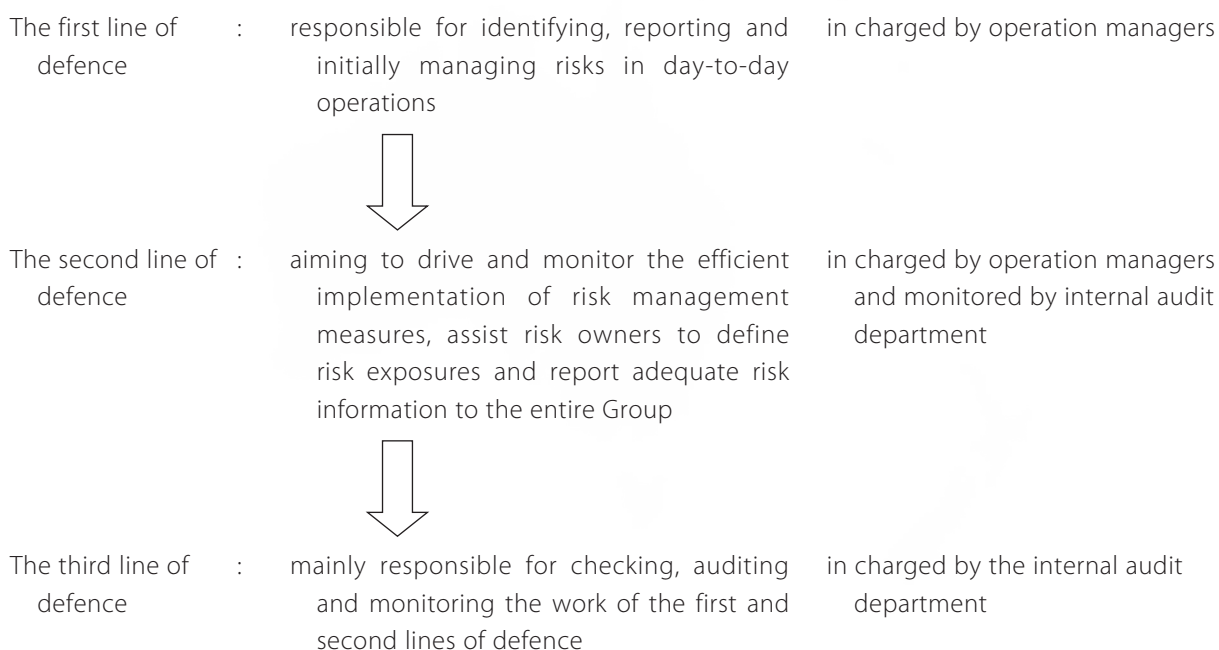 The first line of : responsible for identifying, reporting and in charged by operation managers
defence initially managing risks in day-to-day
operations
The second line of : aiming to drive and monitor the efficient in charged by operation managers
defence implementation of risk management and monitored by internal audit
measures, assist risk owners to define department
risk exposures and report adequate risk
information to the entire Group
The third line of : mainly responsible for checking, auditing in charged by the internal audit
defence and monitoring the work of the first and department
second lines of defence